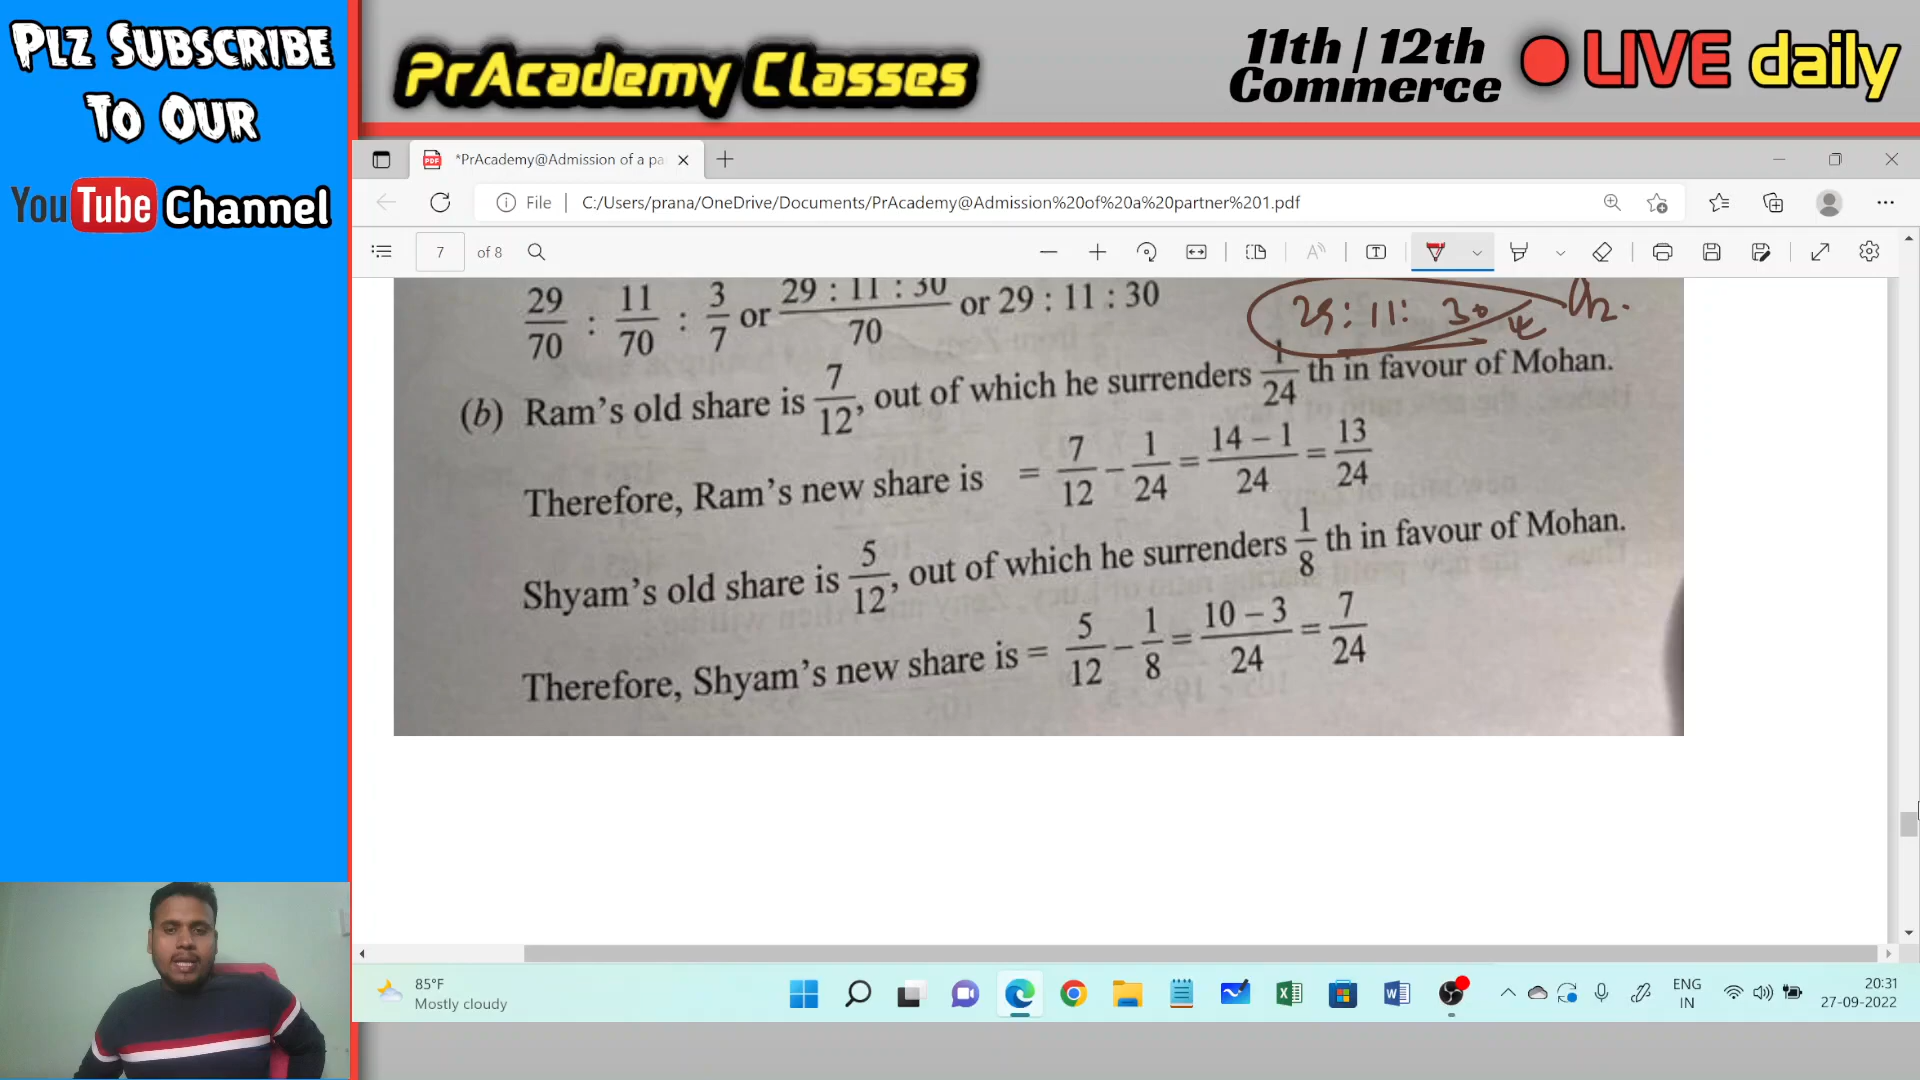 PLZ SUBSCRIBE
TO OUR
YouTube Channel
PrAcademy Classes
11th | 12th
Commerce
LIVE daily
*PrAcademy@Admission of a pa
File | C:/Users/prana/OneDrive/Documents/PrAcademy@Admission%20of%20a%20partner%201.pdf
7 of 8
29/70 : 11/70 : 3/7 or 29 : 11 : 30/70 or 29 : 11 : 30
29 : 11 : 30
(b) Ram's old share is 7/12, out of which he surrenders 1/24 th in favour of Mohan.
Therefore, Ram's new share is = 7/12 − 1/24 = 14 − 1/24 = 13/24
Shyam's old share is 5/12, out of which he surrenders 1/8 th in favour of Mohan.
Therefore, Shyam's new share is = 5/12 − 1/8 = 10 − 3/24 = 7/24
85°F
Mostly cloudy
ENG
IN
20:31
27-09-2022